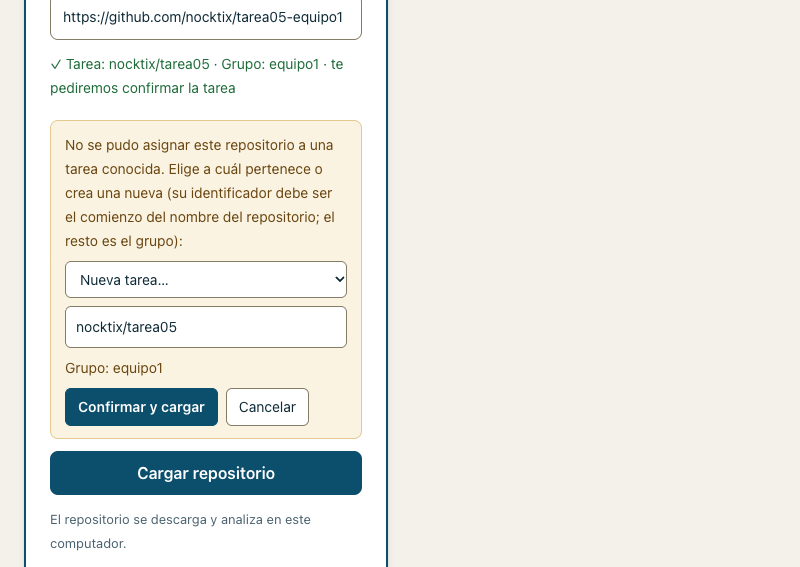 https://github.com/nocktix/tarea05-equipo1
✓ Tarea: nocktix/tarea05 · Grupo: equipo1 · te
pediremos confirmar la tarea
No se pudo asignar este repositorio a una
tarea conocida. Elige a cuál pertenece o
crea una nueva (su identificador debe ser
el comienzo del nombre del repositorio; el
resto es el grupo):
Nueva tarea...
nocktix/tarea05
Grupo: equipo1
Confirmar y cargar
Cancelar
Cargar repositorio
El repositorio se descarga y analiza en este
computador.